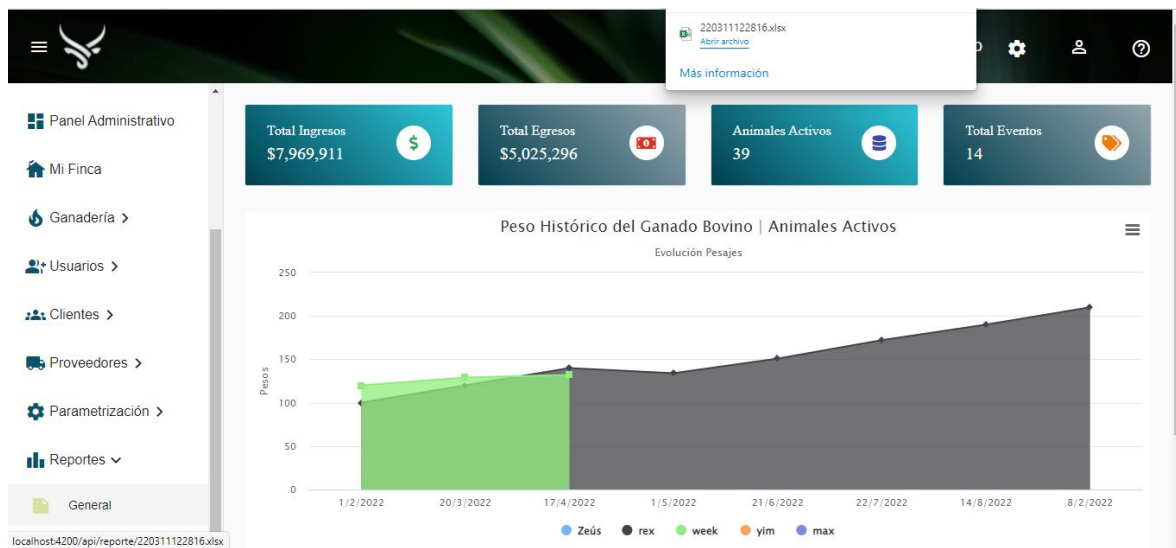 220311122816.xlsx
Abrir archivo
Más información
Panel Administrativo
Mi Finca
Ganadería
Usuarios
Clientes
Proveedores
Parametrización
Reportes
General
localhost:4200/api/reporte/220311122816.xlsx
Total Ingresos
$7,969,911
Total Egresos
$5,025,296
Animales Activos
39
Total Eventos
14
Peso Histórico del Ganado Bovino | Animales Activos
Evolución Pesajes
Pesos
250
200
150
100
50
0
1/2/2022 20/3/2022 17/4/2022 1/5/2022 21/6/2022 22/7/2022 14/8/2022 8/2/2022
Zeús rex week yim max